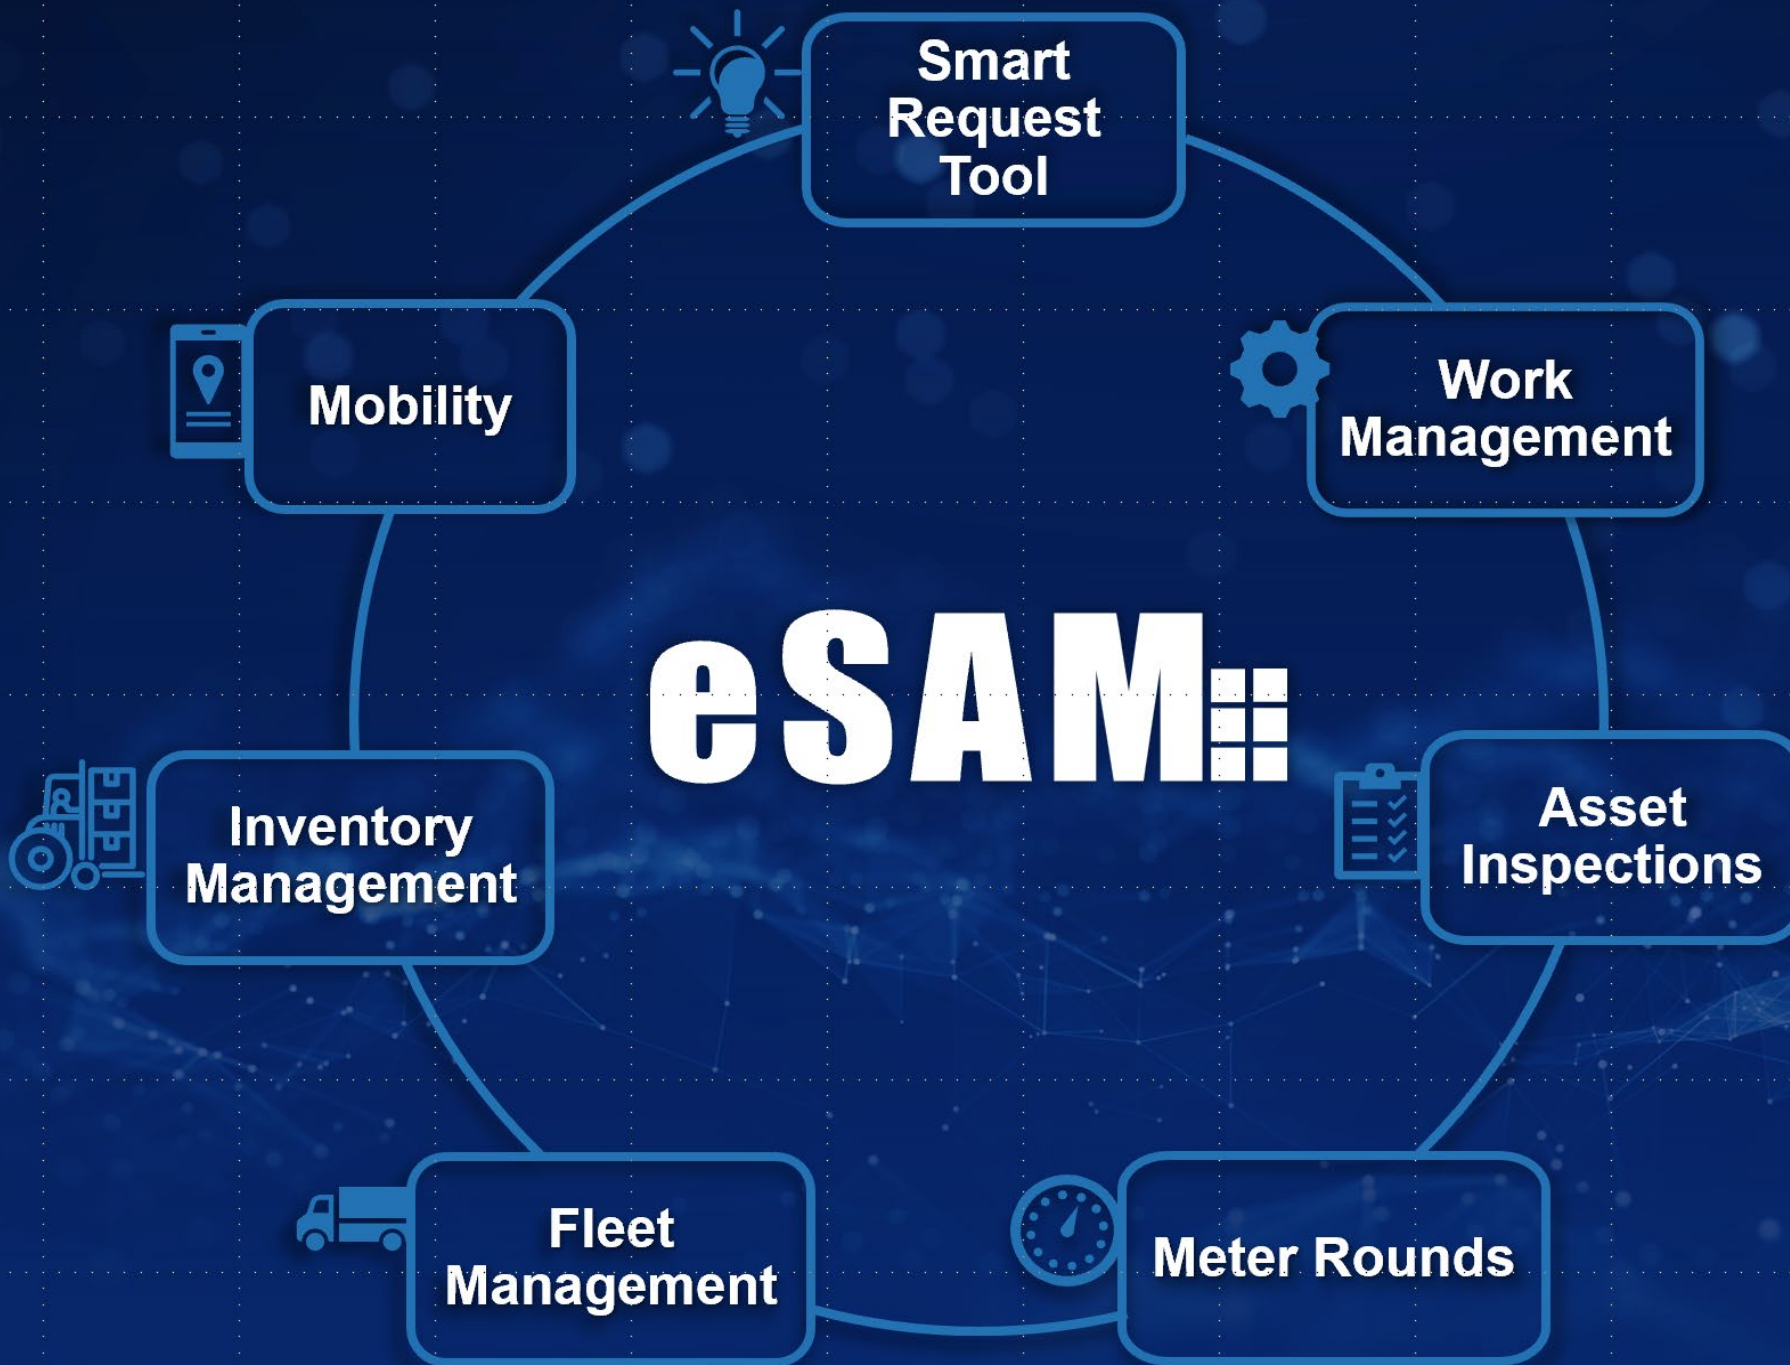 Smart
Request
Tool
Mobility
Work
Management
eSAM
Inventory
Management
Asset
Inspections
Fleet
Management
Meter Rounds